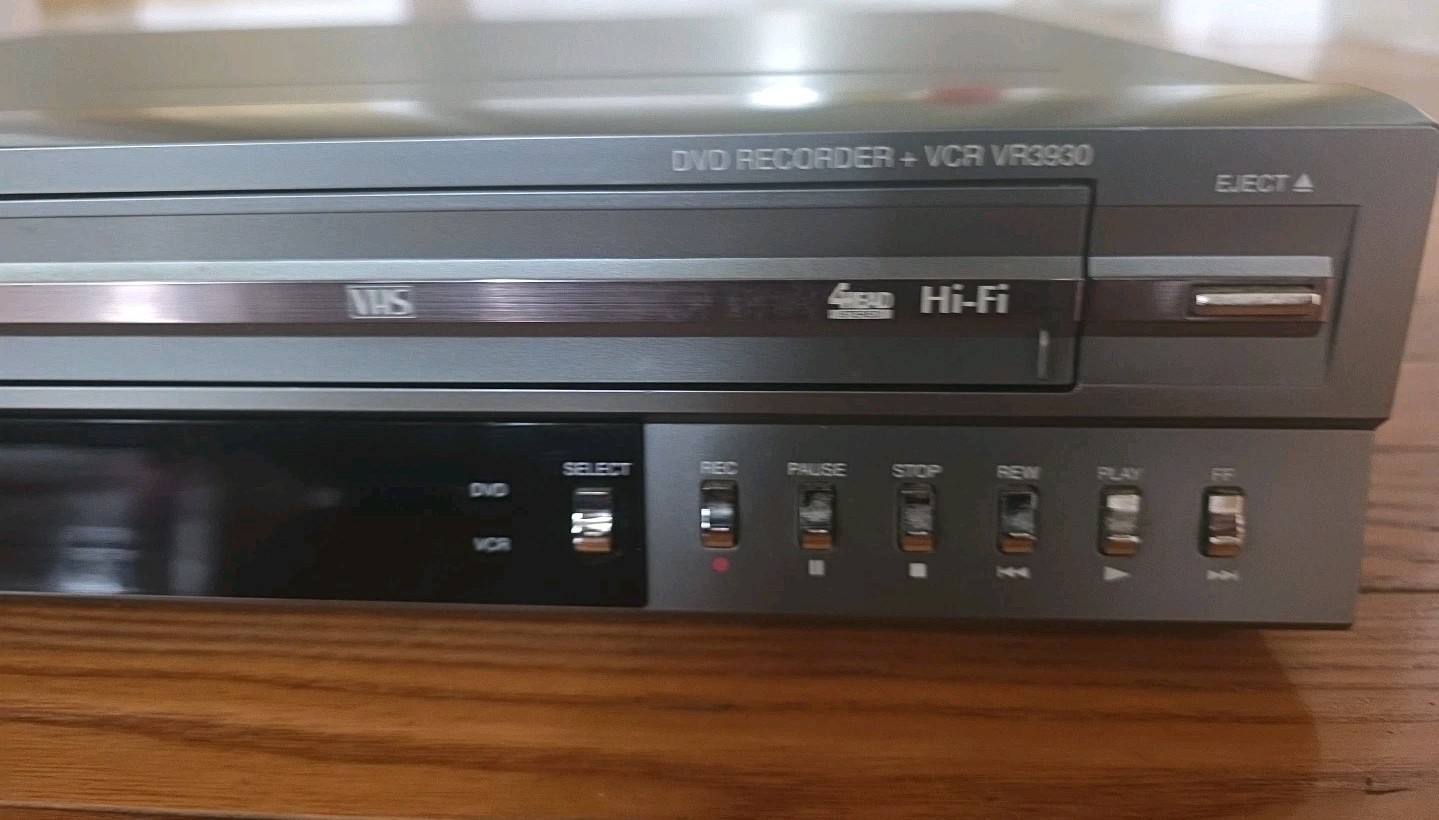 DVD RECORDER + VCR VR3930
EJECT
VHS
4HEAD
Hi-Fi
SELECT
DVD
VCR
REC
PAUSE
STOP
REW
PLAY
FF